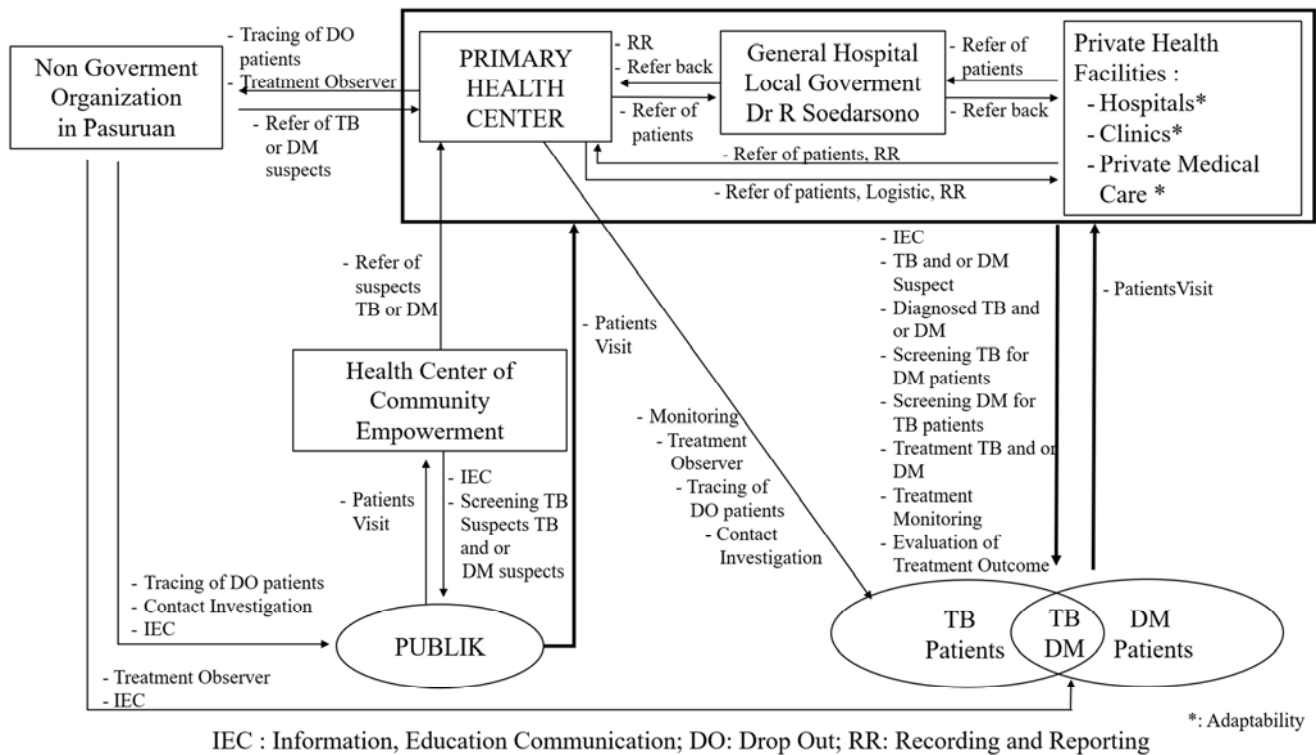 Non Goverment
Organization
in Pasuruan
- Tracing of DO
patients
- Treatment Observer
- Refer of TB
or DM
suspects
PRIMARY
HEALTH
CENTER
- RR
- Refer back
- Refer of
patients
General Hospital
Local Goverment
Dr R Soedarsono
- Refer of
patients
- Refer back
Private Health
Facilities :
- Hospitals*
- Clinics*
- Private Medical
Care *
- Refer of patients, RR
- Refer of patients, Logistic, RR
- Refer of
suspects
TB or DM
- Patients
Visit
- IEC
- TB and or DM
Suspect
- Diagnosed TB and
or DM
- Screening TB for
DM patients
- Screening DM for
TB patients
- Treatment TB and or
DM
- Treatment
Monitoring
- Evaluation of
Treatment Outcome
- PatientsVisit
Health Center of
Community
Empowerment
- Monitoring
- Treatment
Observer
- Tracing of
DO patients
- Contact
Investigation
- Patients
Visit
- IEC
- Screening TB
Suspects TB
and or
DM suspects
- Tracing of DO patients
- Contact Investigation
- IEC
PUBLIK
TB
Patients
TB
DM
DM
Patients
- Treatment Observer
- IEC
*: Adaptability
IEC : Information, Education Communication; DO: Drop Out; RR: Recording and Reporting